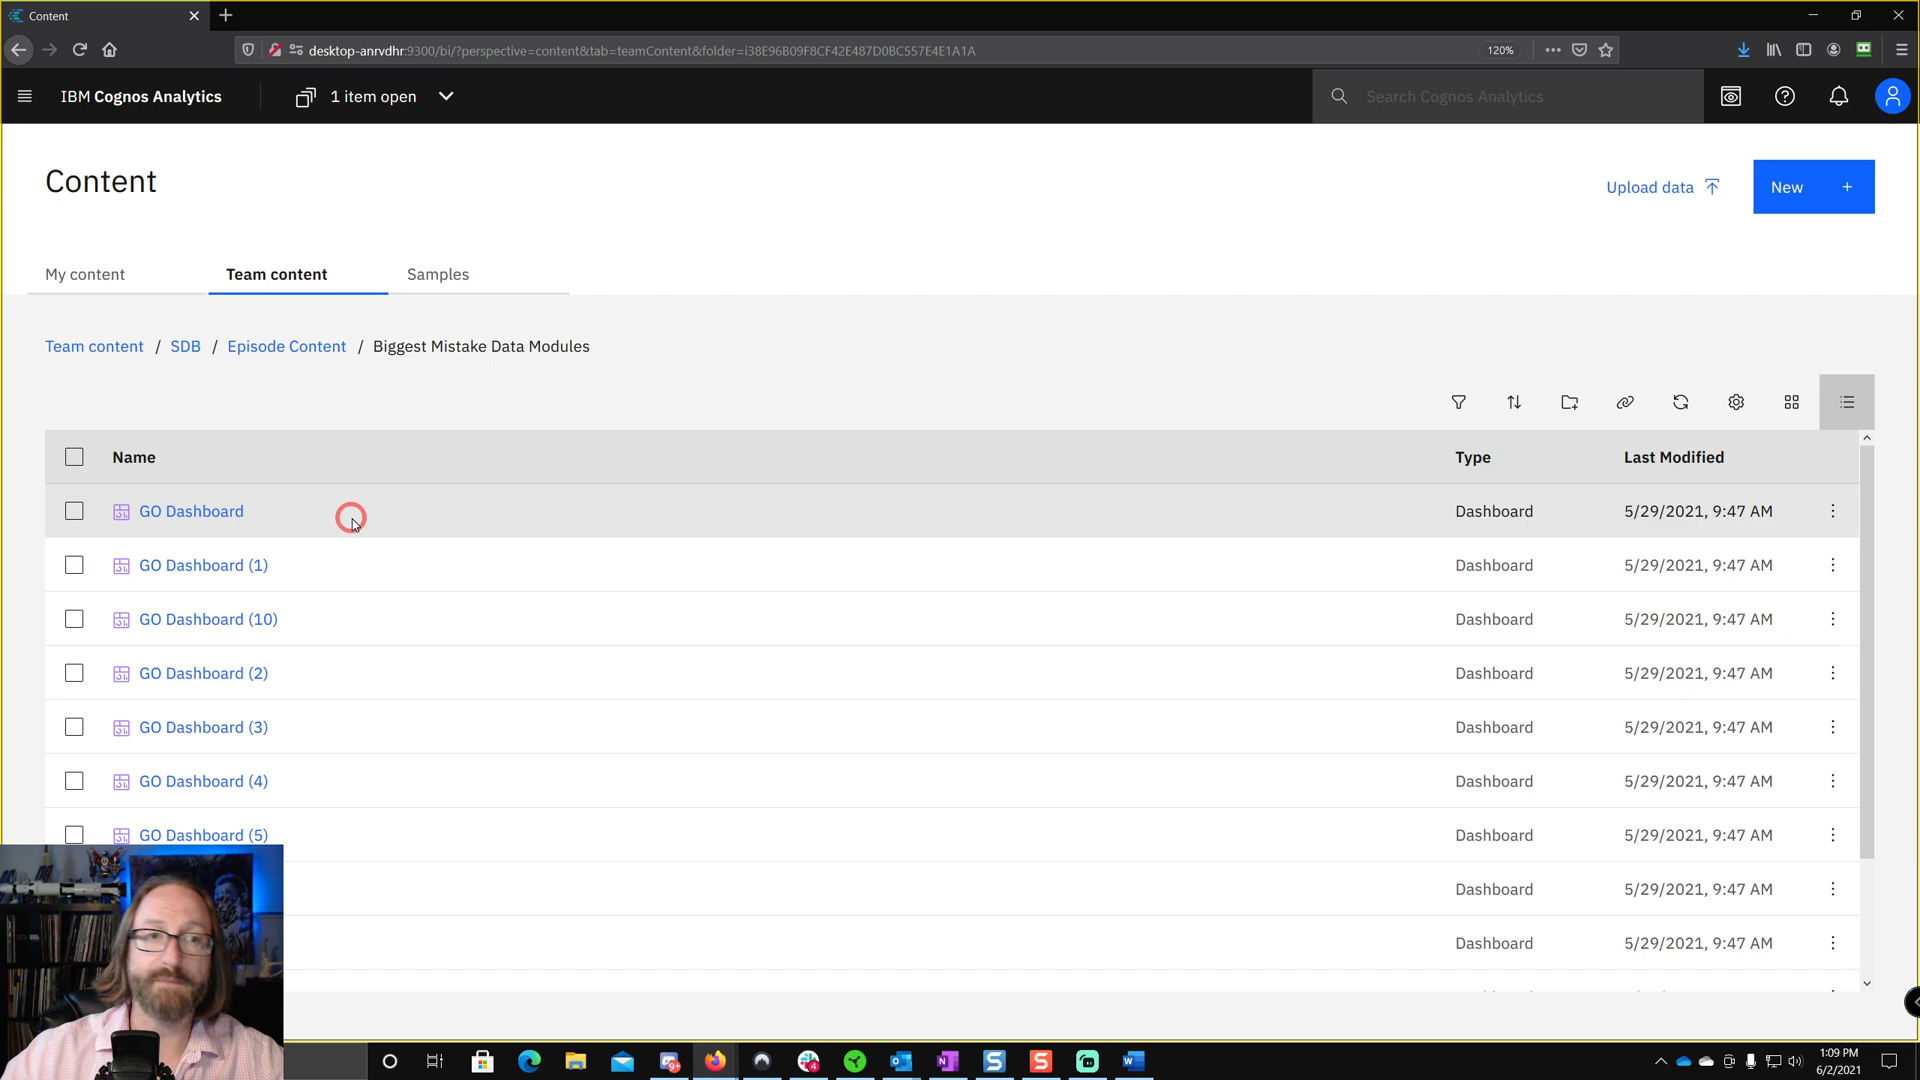 Content
desktop-anrvdhr:9300/bi/?perspective=content&tab=teamContent&folder=i38E96B09F8CF42E487D0BC557E4E1A1A
120%
IBM Cognos Analytics
1 item open
Search Cognos Analytics
Content
Upload data
New +
My content
Team content
Samples
Team content / SDB / Episode Content / Biggest Mistake Data Modules
Name Type Last Modified
GO Dashboard Dashboard 5/29/2021, 9:47 AM
GO Dashboard (1) Dashboard 5/29/2021, 9:47 AM
GO Dashboard (10) Dashboard 5/29/2021, 9:47 AM
GO Dashboard (2) Dashboard 5/29/2021, 9:47 AM
GO Dashboard (3) Dashboard 5/29/2021, 9:47 AM
GO Dashboard (4) Dashboard 5/29/2021, 9:47 AM
GO Dashboard (5) Dashboard 5/29/2021, 9:47 AM
Dashboard 5/29/2021, 9:47 AM
Dashboard 5/29/2021, 9:47 AM
1:09 PM
6/2/2021